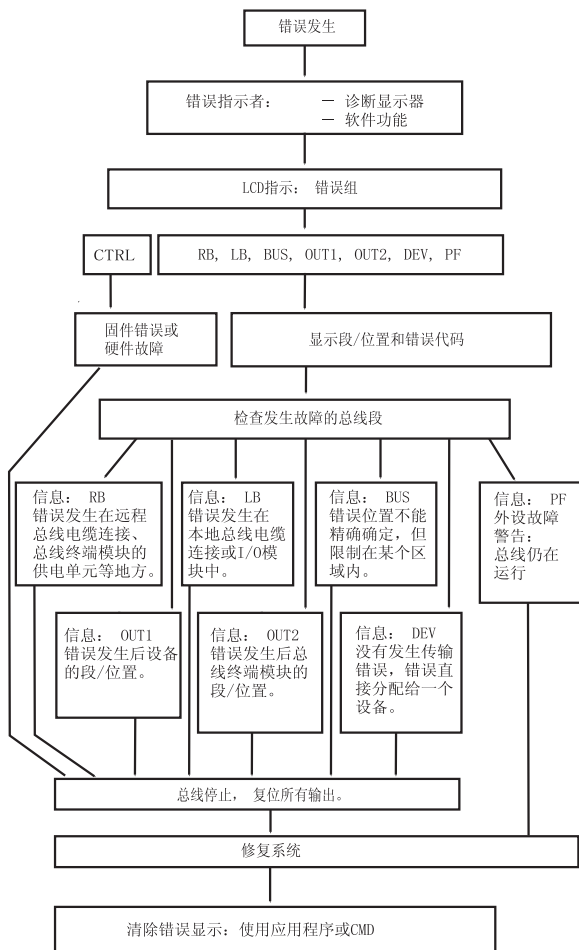 错误发生
错误指示者: — 诊断显示器
— 软件功能
LCD指示: 错误组
CTRL
RB, LB, BUS, OUT1, OUT2, DEV, PF
固件错误或
硬件故障
显示段/位置和错误代码
检查发生故障的总线段
信息: RB
错误发生在远程
总线电缆连接、
总线终端模块的
供电单元等地方。
信息: LB
错误发生在
本地总线电缆
连接或I/O模
块中。
信息: BUS
错误位置不能
精确确定,但
限制在某个区
域内。
信息: PF
外设故障
警告:
总线仍在
运行
信息: OUT1
错误发生后设备
的段/位置。
信息: OUT2
错误发生后总
线终端模块的
段/位置。
信息: DEV
没有发生传输
错误,错误直
接分配给一个
设备。
总线停止, 复位所有输出。
修复系统
清除错误显示:使用应用程序或CMD